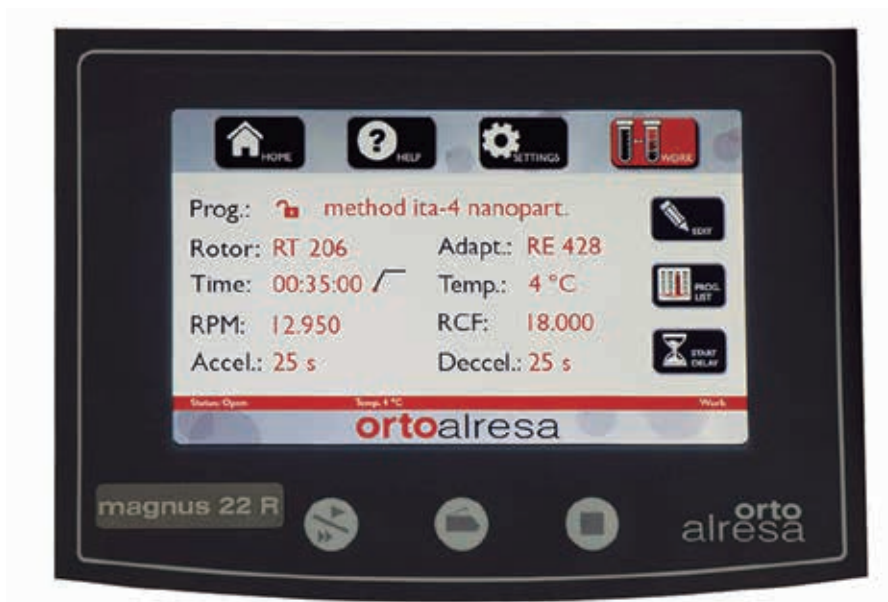 HOME HELP SETTINGS WORK
Prog.: method ita-4 nanopart.
EDIT
Rotor: RT 206 Adapt.: RE 428
Time: 00:35:00 Temp.: 4 °C
PROG. LIST
RPM: 12.950 RCF: 18.000
START DELAY
Accel.: 25 s Deccel.: 25 s
Status: Open Temp. 4 °C Work
ortoalresa
magnus 22 R
orto
alresa